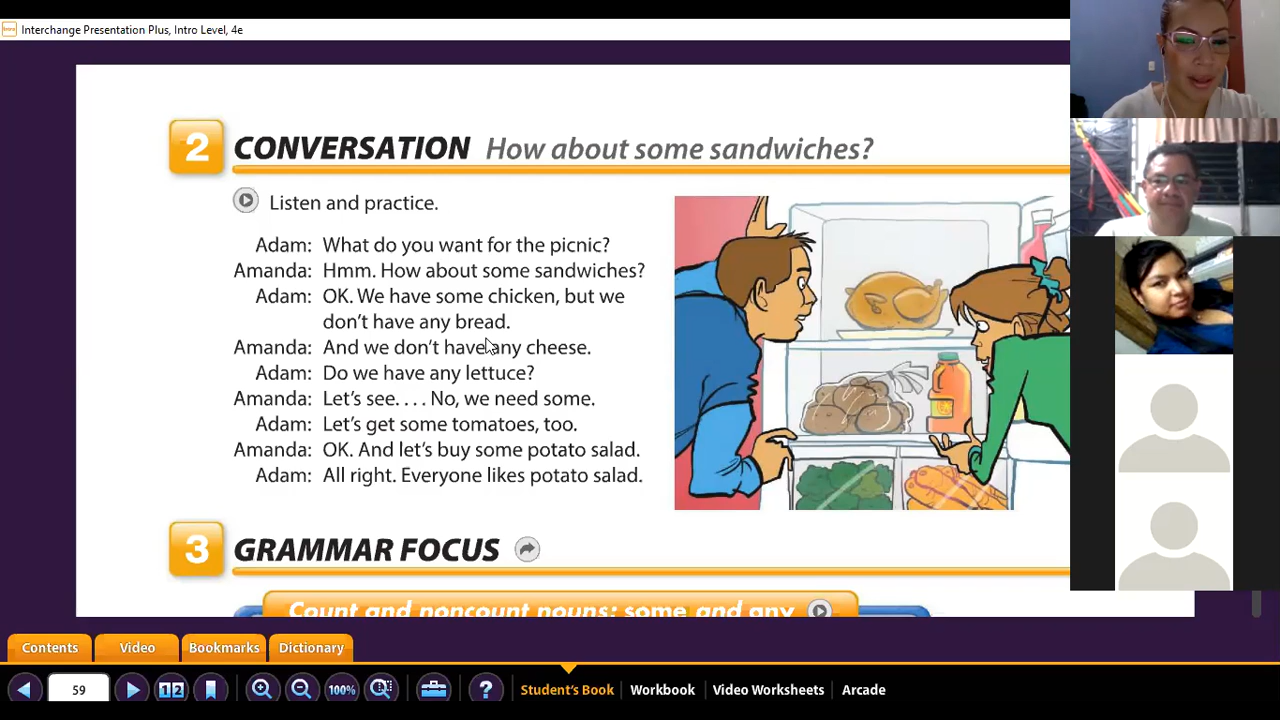 Interchange Presentation Plus, Intro Level, 4e
2 CONVERSATION How about some sandwiches?
Listen and practice.
Adam: What do you want for the picnic?
Amanda: Hmm. How about some sandwiches?
Adam: OK. We have some chicken, but we
don't have any bread.
Amanda: And we don't have any cheese.
Adam: Do we have any lettuce?
Amanda: Let's see. . . . No, we need some.
Adam: Let's get some tomatoes, too.
Amanda: OK. And let's buy some potato salad.
Adam: All right. Everyone likes potato salad.
3 GRAMMAR FOCUS
Count and noncount nouns; some and any
Contents Video Bookmarks Dictionary
59 1 2 100% ? Student's Book Workbook Video Worksheets Arcade